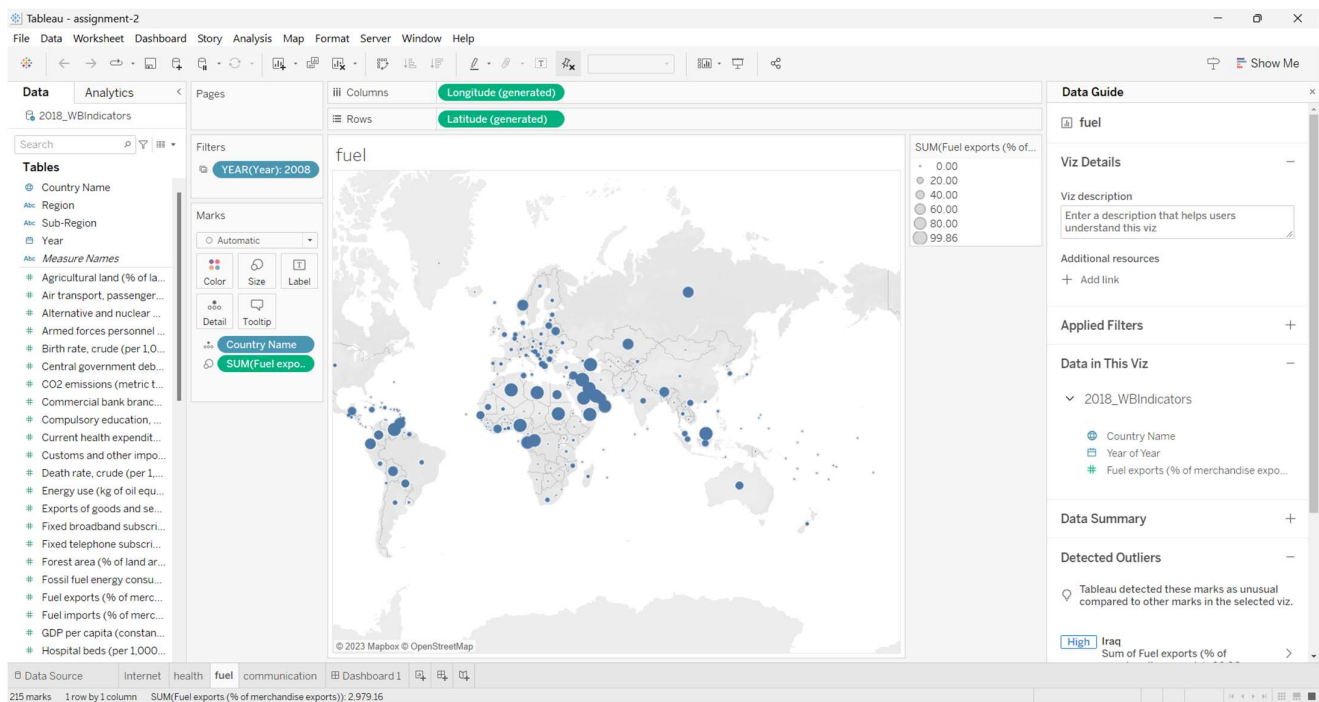 Tableau - assignment-2
File Data Worksheet Dashboard Story Analysis Map Format Server Window Help
Show Me
Data Analytics
2018_WBIndicators
Search
Tables
Country Name
Abc Region
Abc Sub-Region
Year
Abc Measure Names
# Agricultural land (% of la...
# Air transport, passenger...
# Alternative and nuclear ...
# Armed forces personnel ...
# Birth rate, crude (per 1,0...
# Central government deb...
# CO2 emissions (metric t...
# Commercial bank branc...
# Compulsory education, ...
# Current health expendit...
# Customs and other impo...
# Death rate, crude (per 1,...
# Energy use (kg of oil equ...
# Exports of goods and se...
# Fixed broadband subscri...
# Fixed telephone subscri...
# Forest area (% of land ar...
# Fossil fuel energy consu...
# Fuel exports (% of merc...
# Fuel imports (% of merc...
# GDP per capita (constan...
# Hospital beds (per 1,000...
Pages
Filters
YEAR(Year): 2008
Marks
Automatic
Color Size Label
Detail Tooltip
Country Name
SUM(Fuel expo..
Columns Longitude (generated)
Rows Latitude (generated)
fuel
© 2023 Mapbox © OpenStreetMap
SUM(Fuel exports (% of...
0.00
20.00
40.00
60.00
80.00
99.86
Data Guide
fuel
Viz Details
Viz description
Enter a description that helps users
understand this viz
Additional resources
+ Add link
Applied Filters
Data in This Viz
2018_WBIndicators
Country Name
Year of Year
# Fuel exports (% of merchandise expo...
Data Summary
Detected Outliers
Tableau detected these marks as unusual
compared to other marks in the selected viz.
High Iraq
Sum of Fuel exports (% of
Data Source Internet health fuel communication Dashboard 1
215 marks 1 row by 1 column SUM(Fuel exports (% of merchandise exports)): 2,979.16